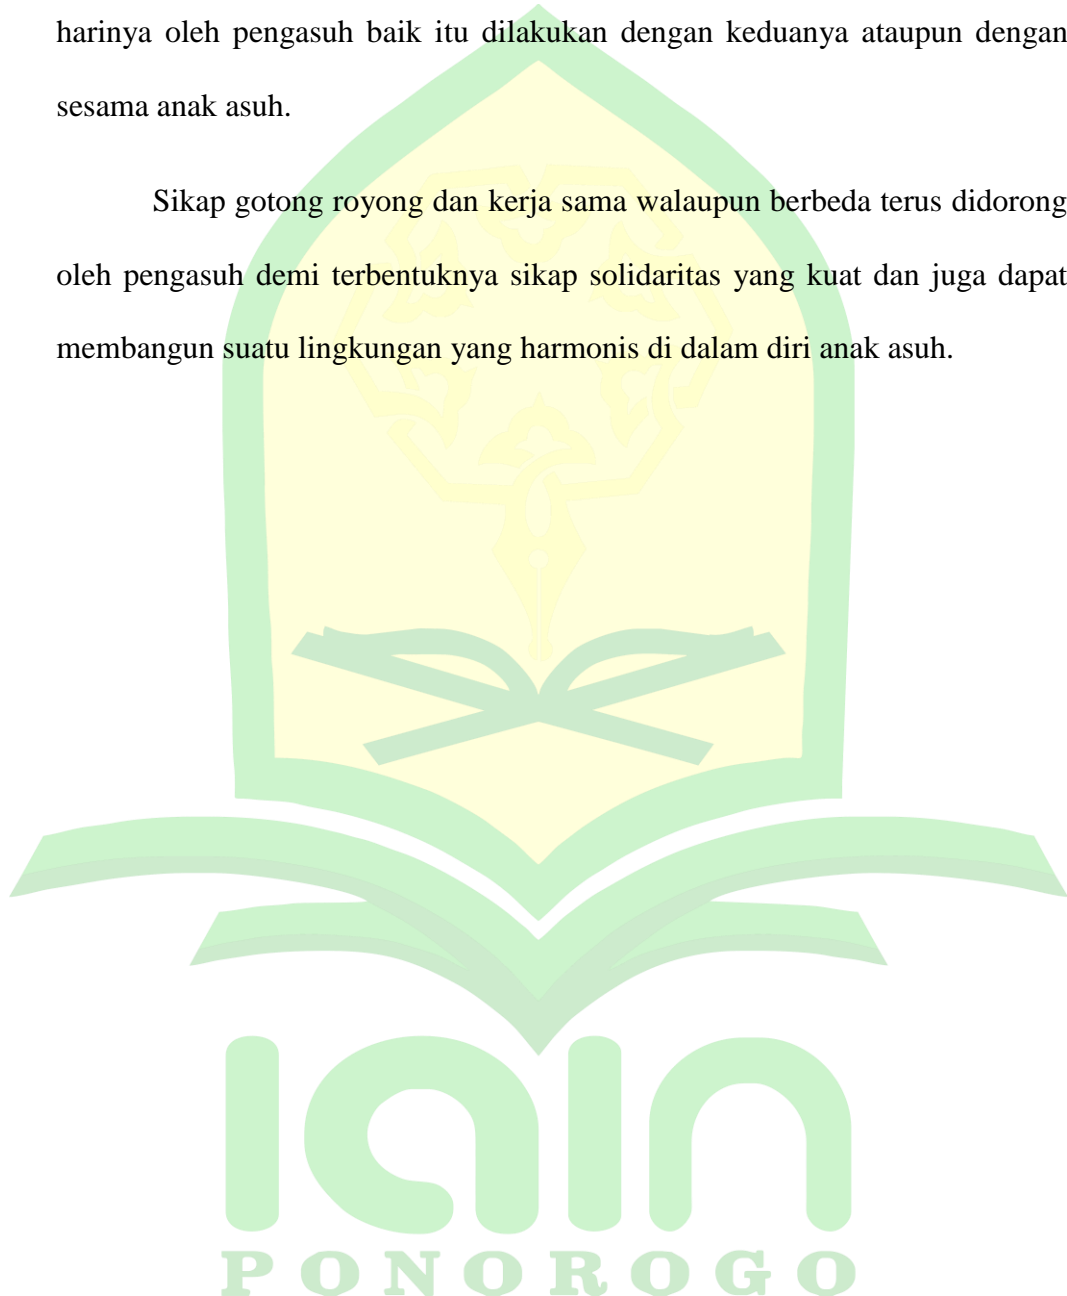 harinya oleh pengasuh baik itu dilakukan dengan keduanya ataupun dengan
sesama anak asuh.
Sikap gotong royong dan kerja sama walaupun berbeda terus didorong
oleh pengasuh demi terbentuknya sikap solidaritas yang kuat dan juga dapat
membangun suatu lingkungan yang harmonis di dalam diri anak asuh.
iain
PONOROGO